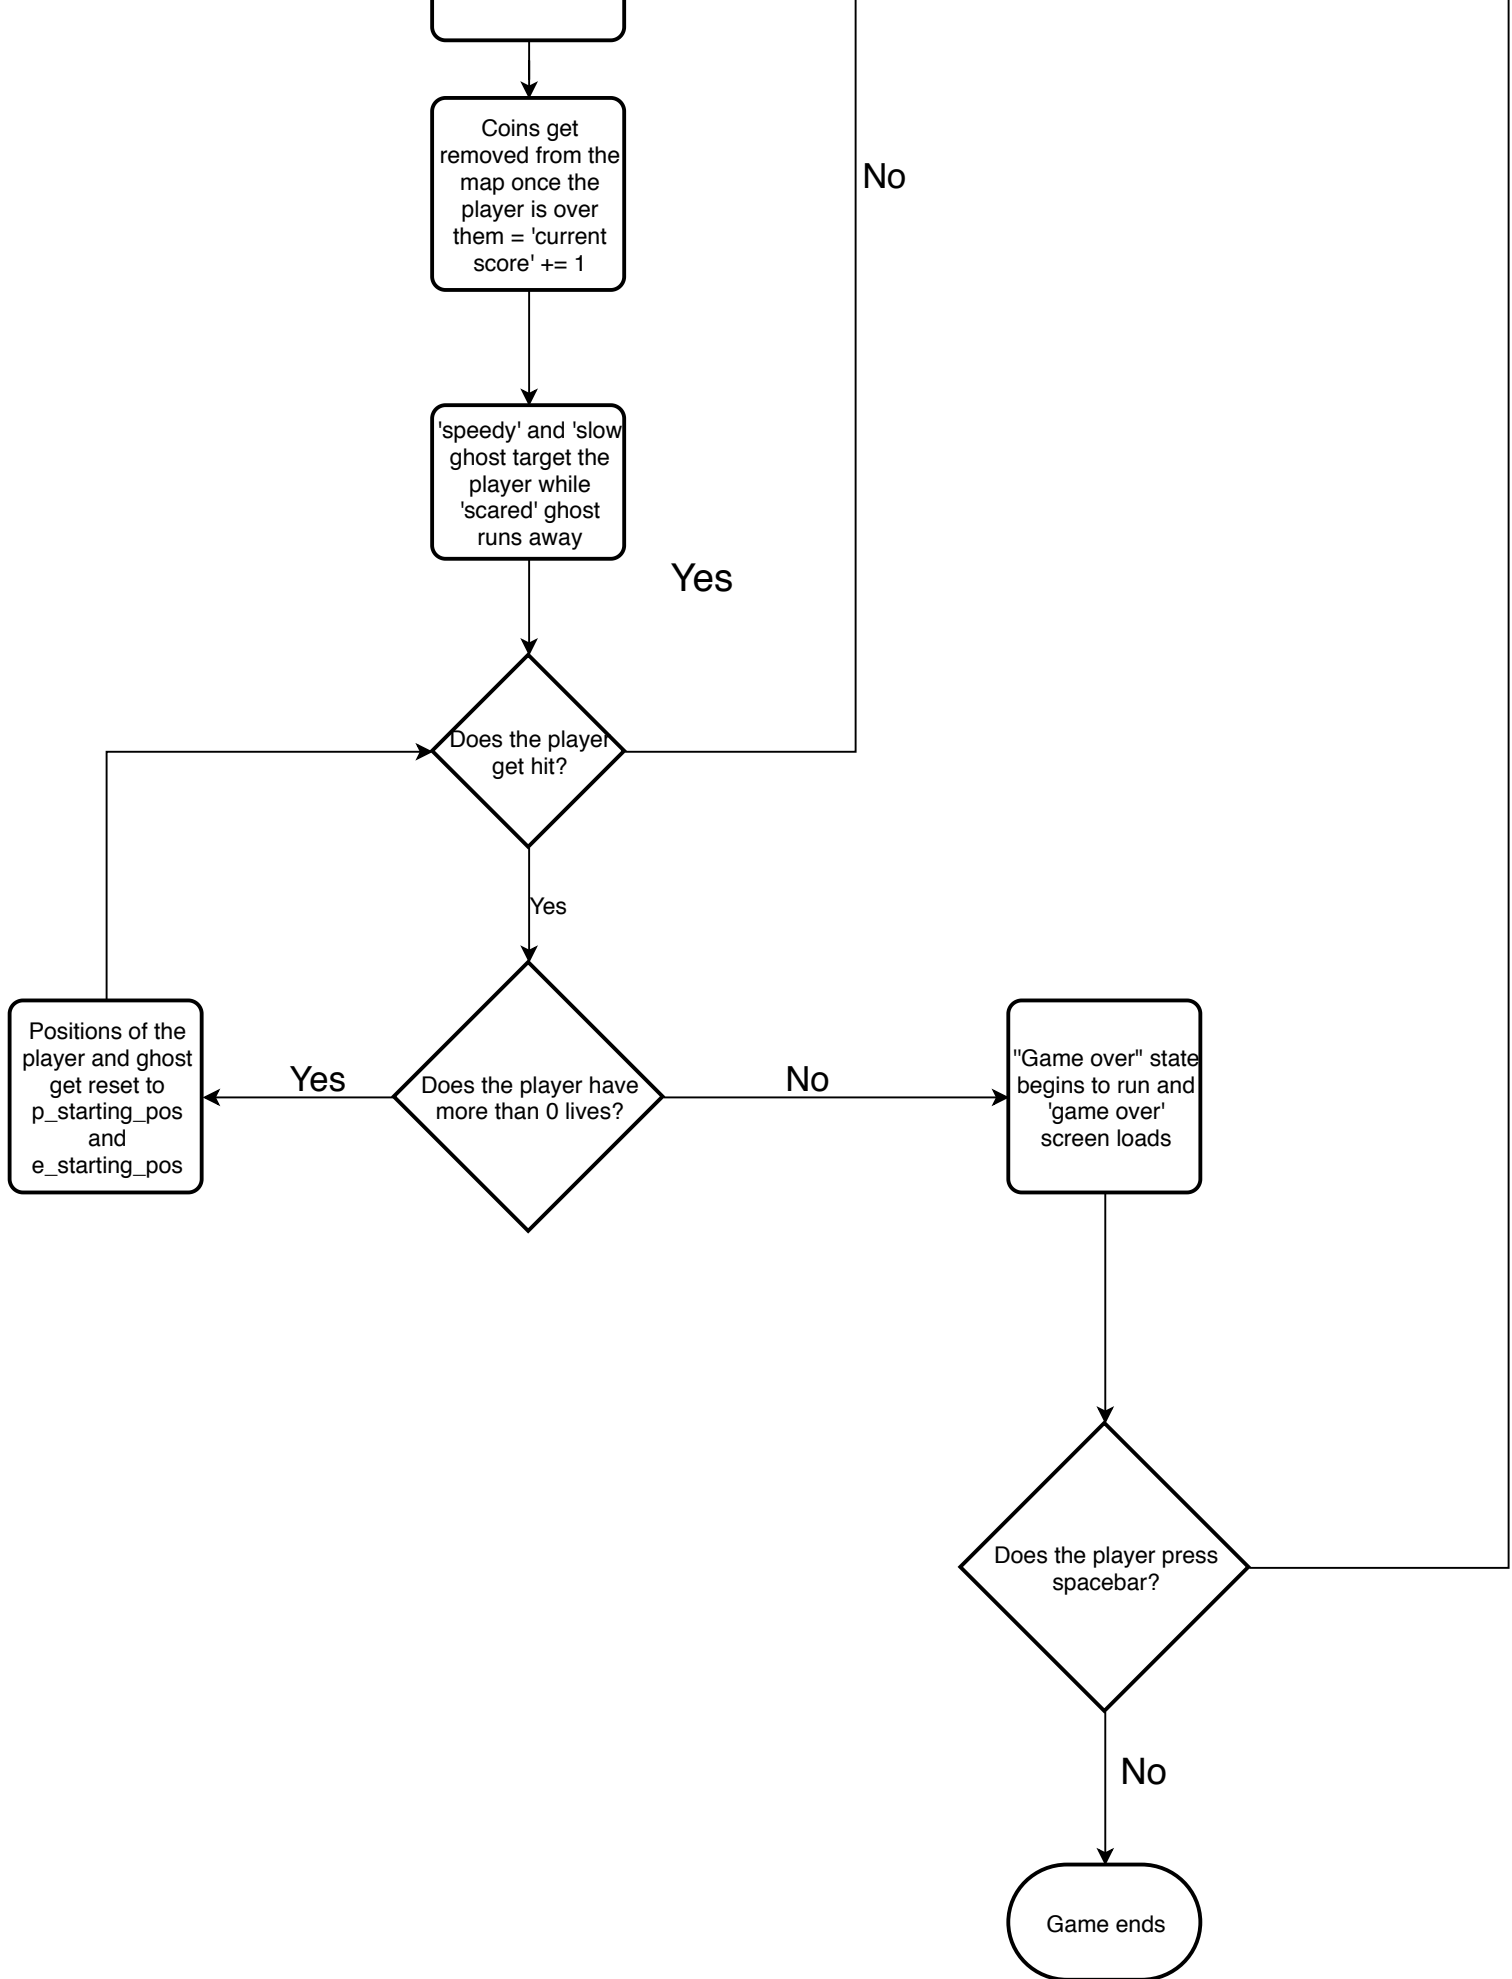 Coins get
removed from the
map once the
player is over
them = 'current
score' += 1
No
'speedy' and 'slow
ghost target the
player while
'scared' ghost
runs away
Yes
Does the player
get hit?
Yes
Positions of the
player and ghost
get reset to
p_starting_pos
and
e_starting_pos
Yes
Does the player have
more than 0 lives?
No
"Game over" state
begins to run and
'game over'
screen loads
Does the player press
spacebar?
No
Game ends